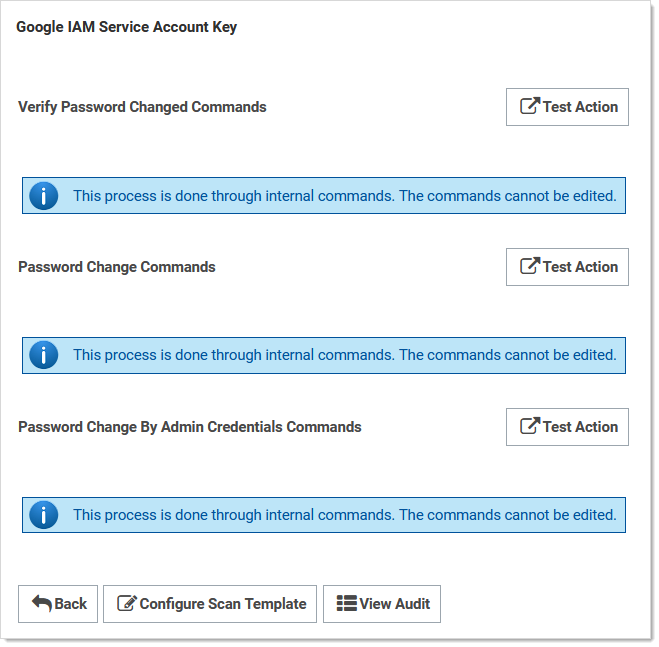 Google IAM Service Account Key
Verify Password Changed Commands
Test Action
This process is done through internal commands. The commands cannot be edited.
Password Change Commands
Test Action
This process is done through internal commands. The commands cannot be edited.
Password Change By Admin Credentials Commands
Test Action
This process is done through internal commands. The commands cannot be edited.
Back Configure Scan Template View Audit